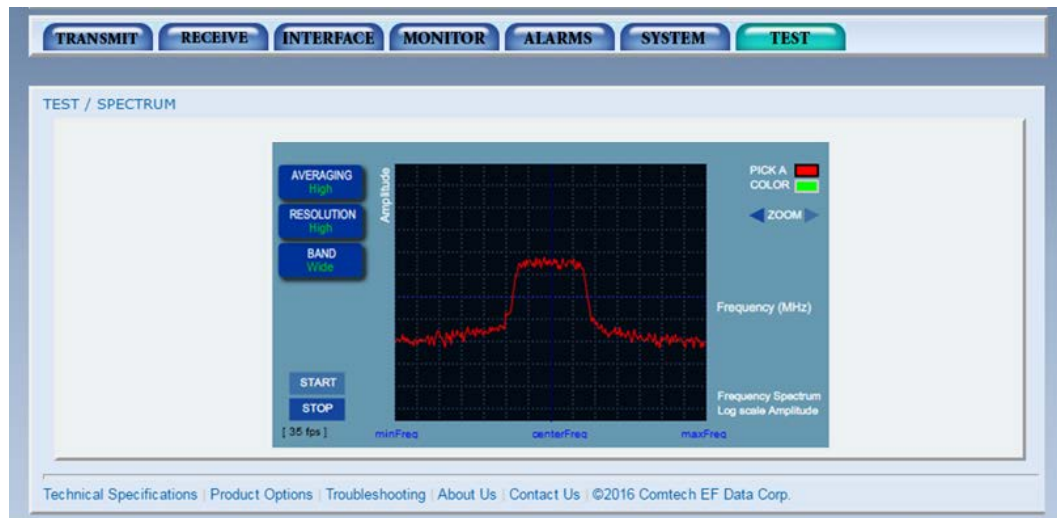 TRANSMIT RECEIVE INTERFACE MONITOR ALARMS SYSTEM TEST
TEST / SPECTRUM
AVERAGING
High
RESOLUTION
High
BAND
Wide
START
STOP
[ 35 fps ]
Amplitude
minFreq centerFreq maxFreq
PICK A
COLOR
ZOOM
Frequency (MHz)
Frequency Spectrum
Log scale Amplitude
Technical Specifications | Product Options | Troubleshooting | About Us | Contact Us | ©2016 Comtech EF Data Corp.